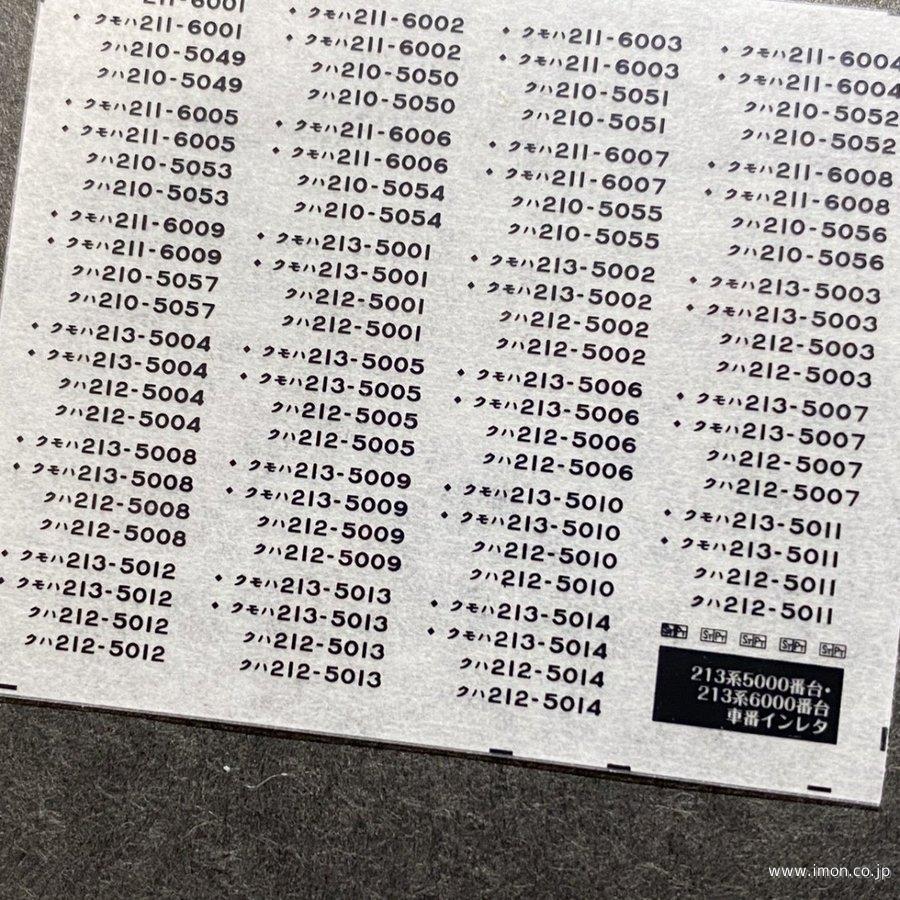 ◆クモハ211-6002 ◆クモハ211-6003 ◆クモハ211-6004
◆クモハ211-6001 ◆クモハ211-6002 ◆クモハ211-6003 ◆クモハ211-6004
クハ210-5049 クハ210-5050 クハ210-5051 クハ210-5052
クハ210-5049 クハ210-5050 クハ210-5051 クハ210-5052
◆クモハ211-6005 ◆クモハ211-6006 ◆クモハ211-6007 ◆クモハ211-6008
◆クモハ211-6005 ◆クモハ211-6006 ◆クモハ211-6007 ◆クモハ211-6008
クハ210-5053 クハ210-5054 クハ210-5055 クハ210-5056
クハ210-5053 クハ210-5054 クハ210-5055 クハ210-5056
◆クモハ211-6009 ◆クモハ213-5001 ◆クモハ213-5002 ◆クモハ213-5003
◆クモハ211-6009 ◆クモハ213-5001 ◆クモハ213-5002 ◆クモハ213-5003
クハ210-5057 クハ212-5001 クハ212-5002 クハ212-5003
クハ210-5057 クハ212-5001 クハ212-5002 クハ212-5003
◆クモハ213-5004 ◆クモハ213-5005 ◆クモハ213-5006 ◆クモハ213-5007
◆クモハ213-5004 ◆クモハ213-5005 ◆クモハ213-5006 ◆クモハ213-5007
クハ212-5004 クハ212-5005 クハ212-5006 クハ212-5007
クハ212-5004 クハ212-5005 クハ212-5006 クハ212-5007
◆クモハ213-5008 ◆クモハ213-5009 ◆クモハ213-5010 ◆クモハ213-5011
◆クモハ213-5008 ◆クモハ213-5009 ◆クモハ213-5010 ◆クモハ213-5011
クハ212-5008 クハ212-5009 クハ212-5010 クハ212-5011
クハ212-5008 クハ212-5009 クハ212-5010 クハ212-5011
◆クモハ213-5012 ◆クモハ213-5013 ◆クモハ213-5014
◆クモハ213-5012 ◆クモハ213-5013 ◆クモハ213-5014
クハ212-5012 クハ212-5013 クハ212-5014
クハ212-5012 クハ212-5013 クハ212-5014
213系5000番台・
213系6000番台
車番インレタ
www.imon.co.jp